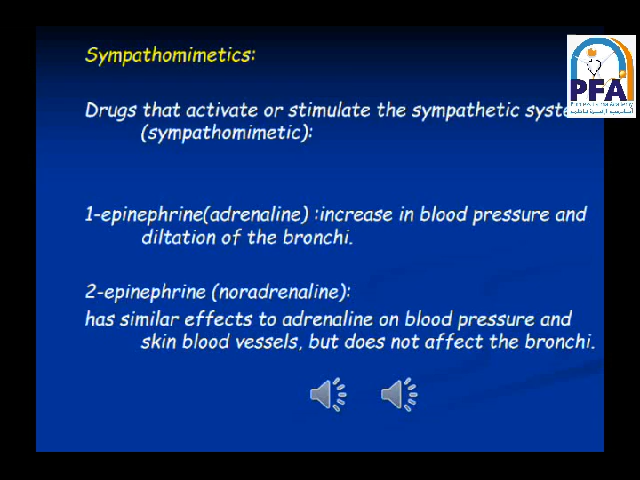 Sympathomimetics:
PFA
Drugs that activate or stimulate the sympathetic
(sympathomimetic):
1-epinephrine(adrenaline) :increase in blood pressure and
diltation of the bronchi.
2-epinephrine (noradrenaline):
has similar effects to adrenaline on blood pressure and
skin blood vessels, but does not affect the bronchi.